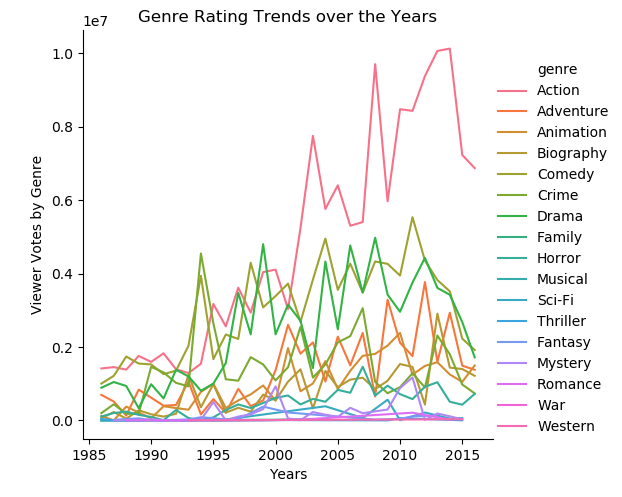 Genre Rating Trends over the Years
1e7
1.0
0.8
0.6
0.4
0.2
0.0
Viewer Votes by Genre
1985
1990
1995
2000
2005
2010
2015
Years
genre
Action
Adventure
Animation
Biography
Comedy
Crime
Drama
Family
Horror
Musical
Sci-Fi
Thriller
Fantasy
Mystery
Romance
War
Western